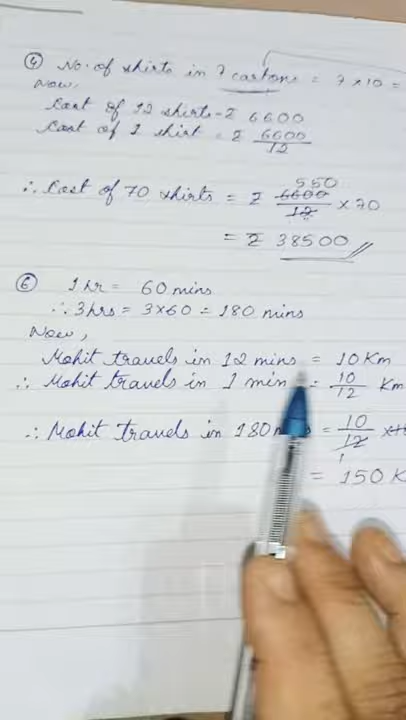 ④ No. of shirts in 7 cartons = 7 × 10 =
Now,
Cost of 12 shirts = ₹ 6600
Cost of 1 shirt = ₹ 6600/12
550
∴ Cost of 70 shirts = ₹ 6600/12 × 70
= ₹ 38500
⑥ 1 hr = 60 mins
∴ 3hrs = 3×60 = 180 mins
Now,
Mohit travels in 12 mins = 10 Km
∴ Mohit travels in 1 min = 10/12 Km
∴ Mohit travels in 180 = 10/12 ×
1
= 150 K